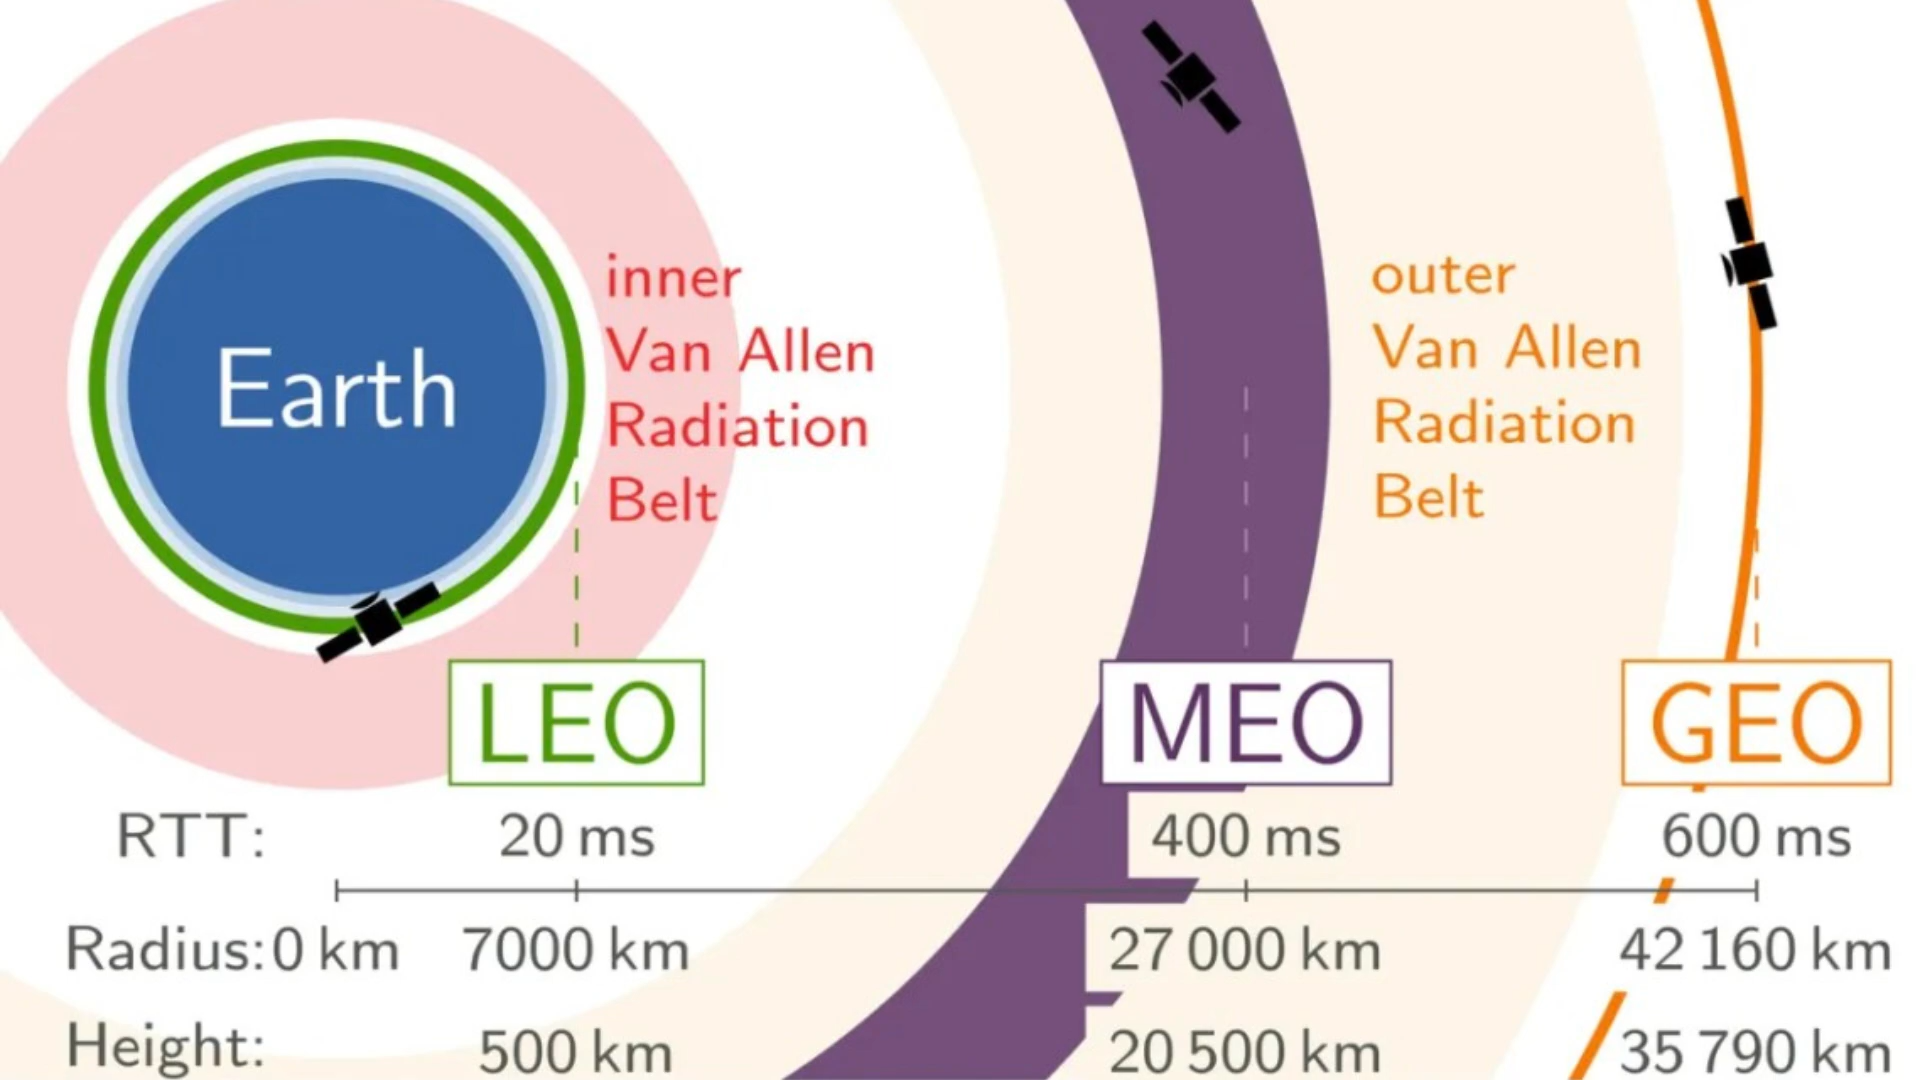 Earth
inner
Van Allen
Radiation
Belt
outer
Van Allen
Radiation
Belt
LEO MEO GEO
RTT: 20 ms 400 ms 600 ms
Radius: 0 km 7000 km 27 000 km 42 160 km
Height: 500 km 20 500 km 35 790 km